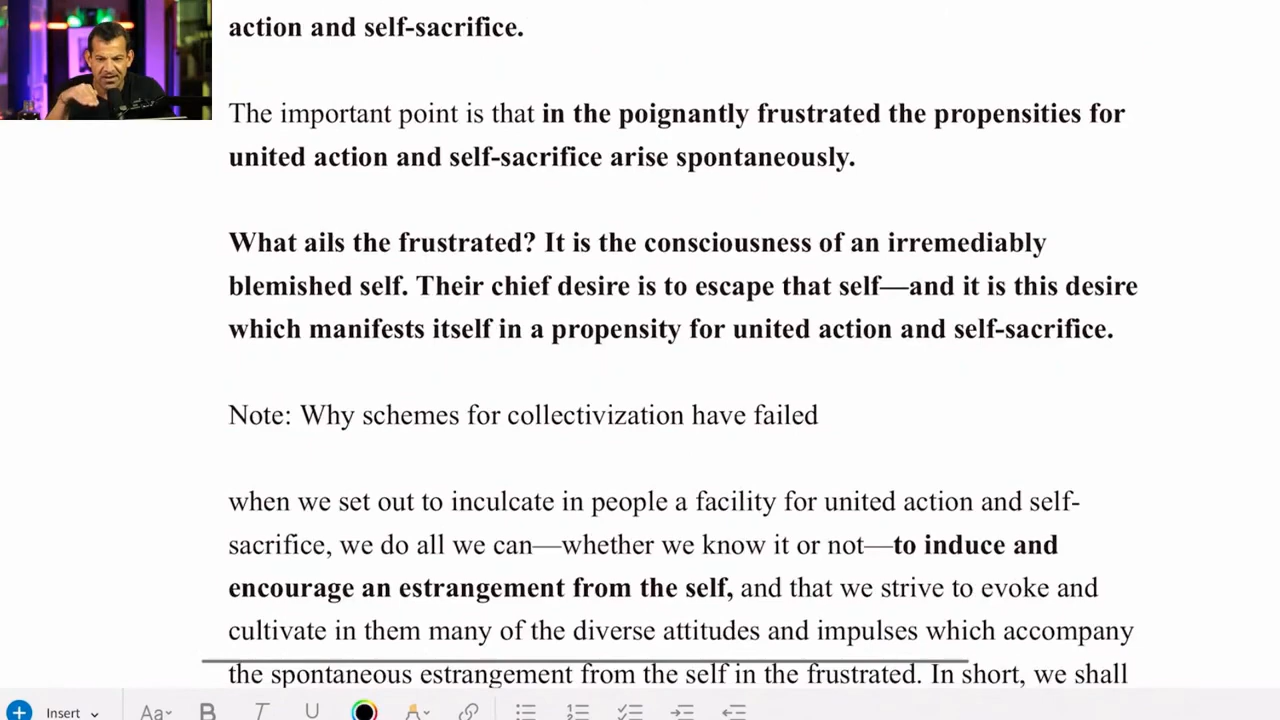 action and self-sacrifice.
The important point is that in the poignantly frustrated the propensities for
united action and self-sacrifice arise spontaneously.
What ails the frustrated? It is the consciousness of an irremediably
blemished self. Their chief desire is to escape that self—and it is this desire
which manifests itself in a propensity for united action and self-sacrifice.
Note: Why schemes for collectivization have failed
when we set out to inculcate in people a facility for united action and self-
sacrifice, we do all we can—whether we know it or not—to induce and
encourage an estrangement from the self, and that we strive to evoke and
cultivate in them many of the diverse attitudes and impulses which accompany
the spontaneous estrangement from the self in the frustrated. In short, we shall
Insert Aa B T U